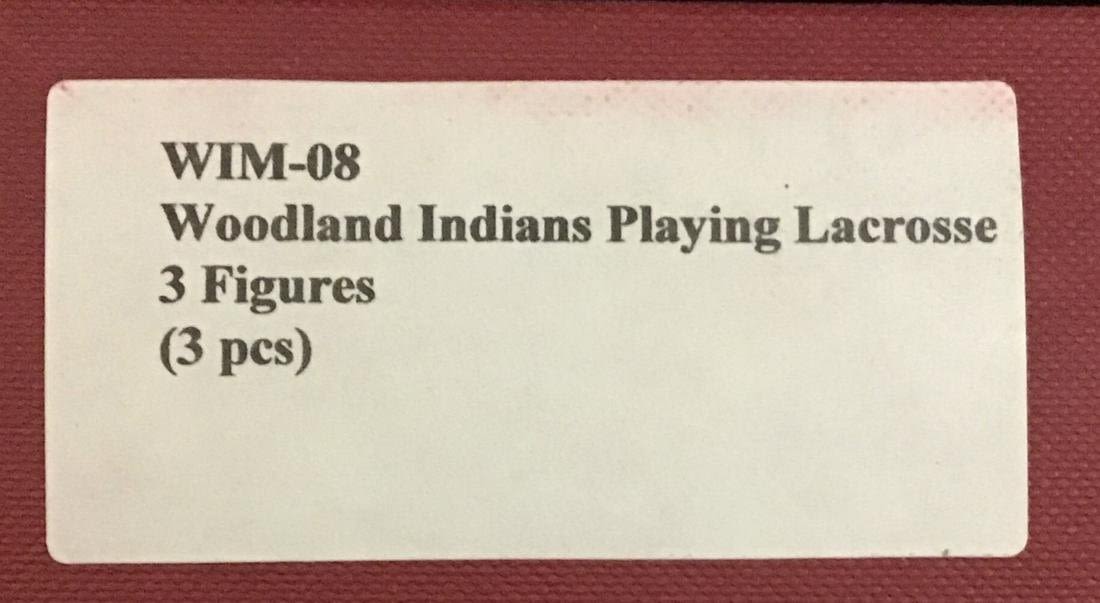 WIM-08
Woodland Indians Playing Lacrosse
3 Figures
(3 pcs)